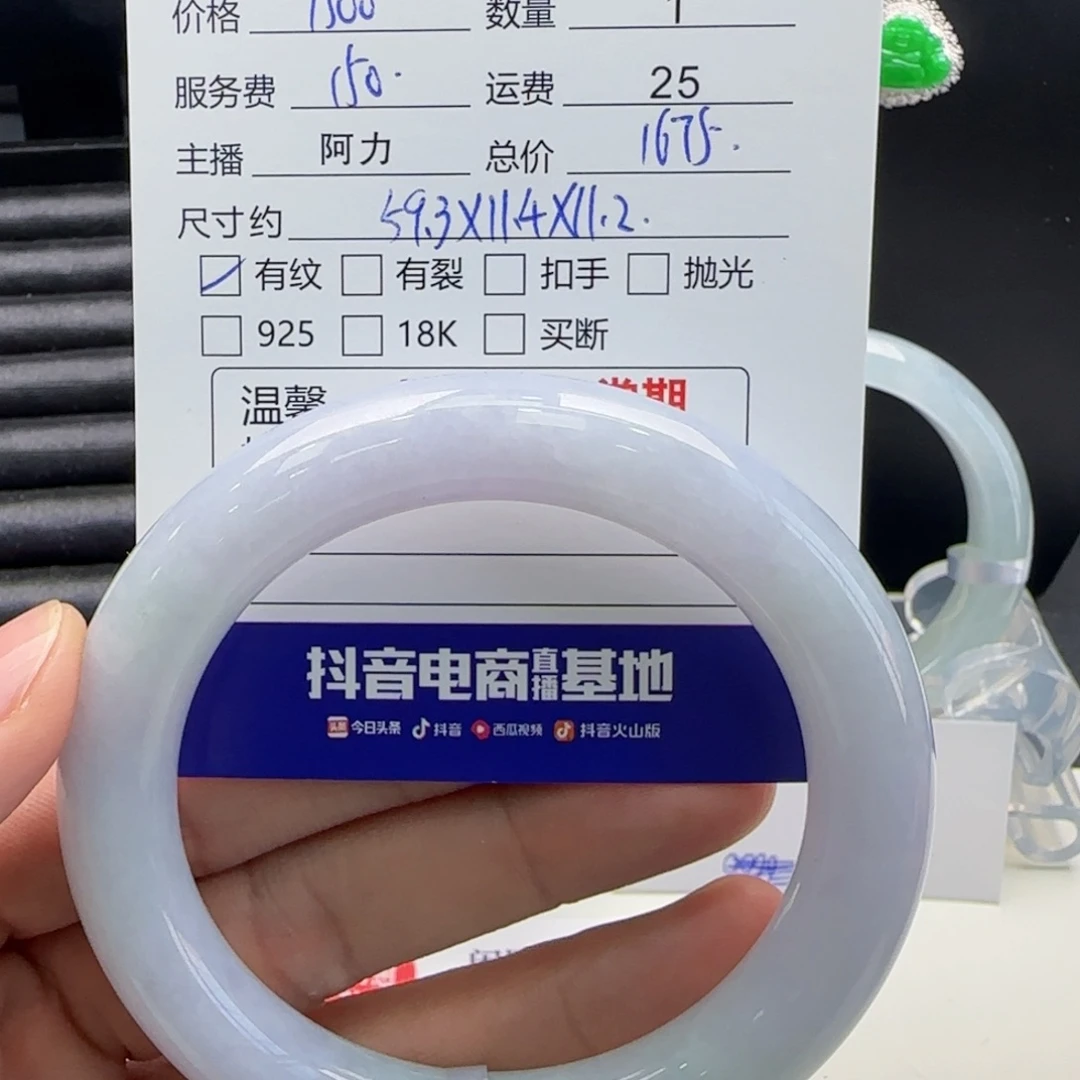 价格 1500 数量 1
服务费 150. 运费 25
主播 阿力 总价 1675.
尺寸约 59.3X11.4X11.2.
有纹 有裂 扣手 抛光
925 18K 买断
温馨 期
抖音电商直播基地
今日头条 抖音 西瓜视频 抖音火山版